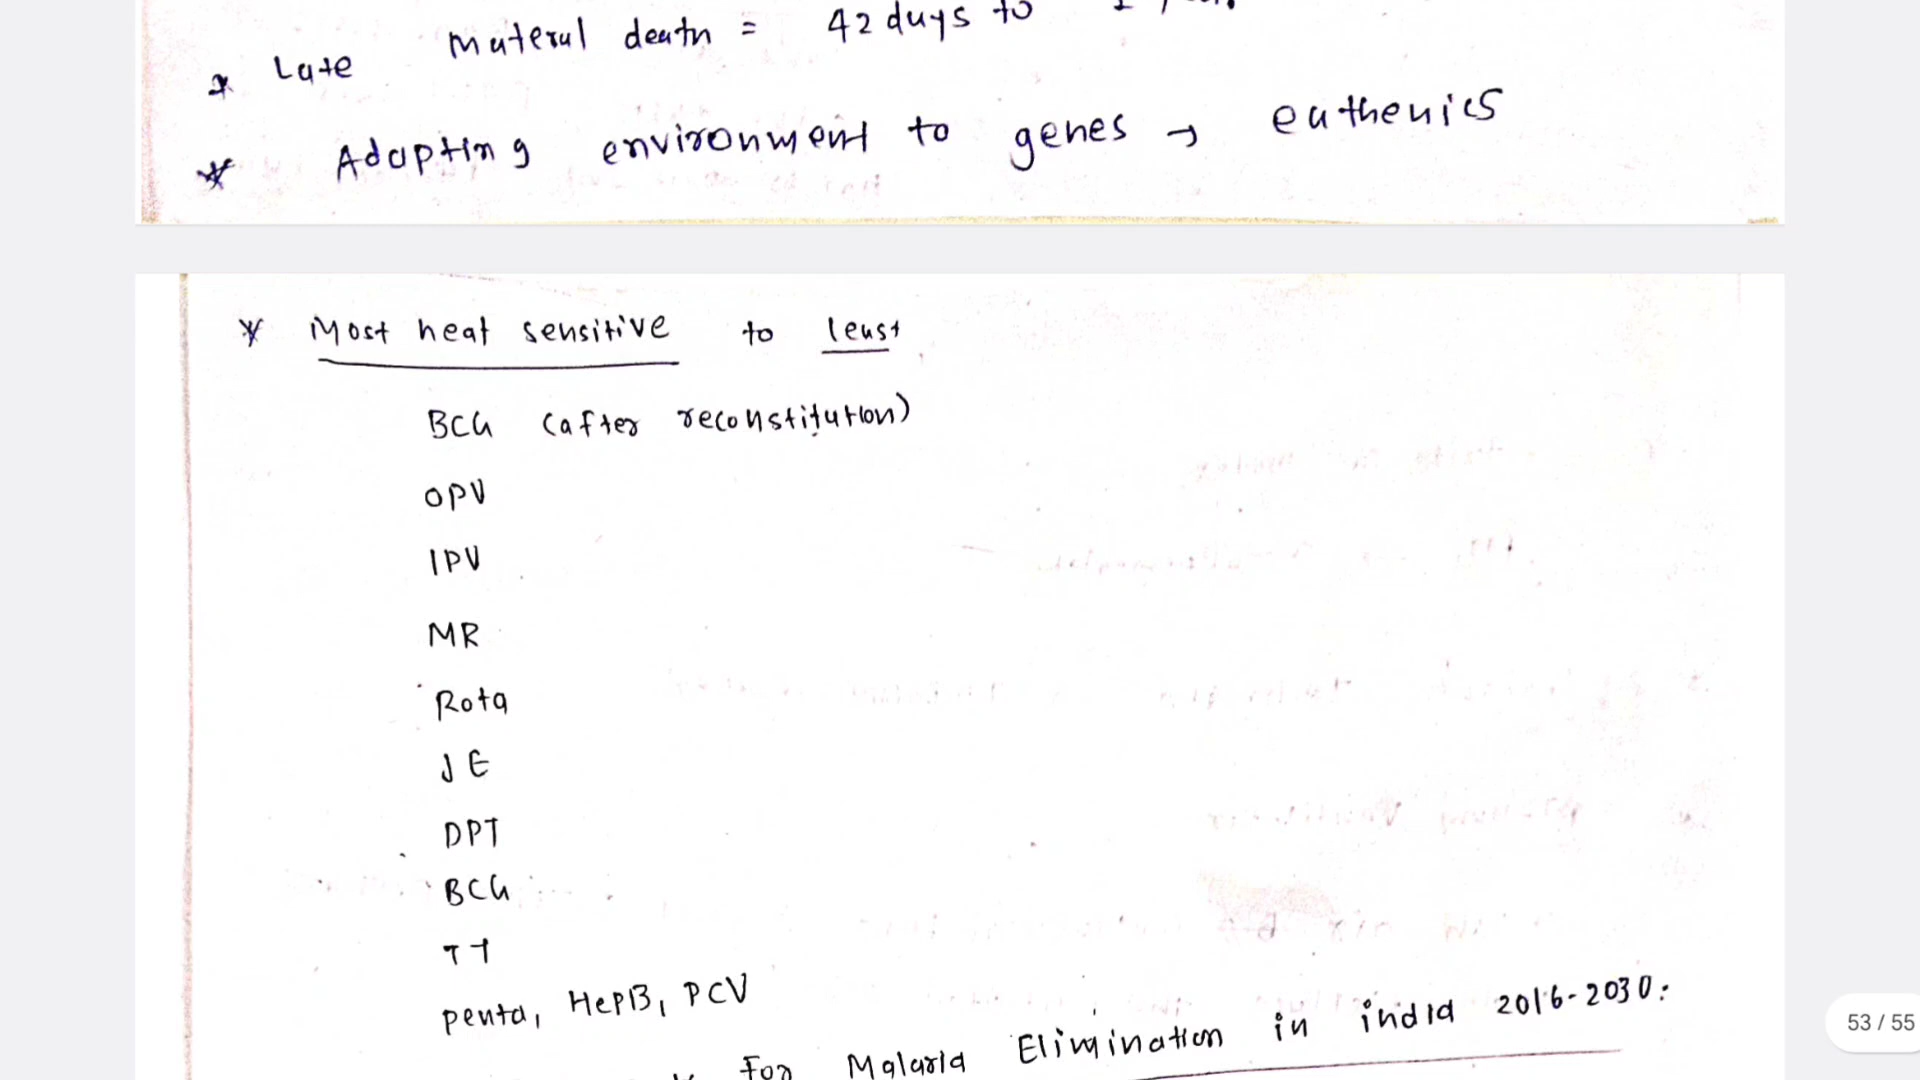 * Late Materal death = 42 days to 1
* Adapting environment to genes → euthenics
* Most heat sensitive to least
BCG (after reconstitution)
OPV
IPV
MR
Rota
JE
DPT
BCG
TT
penta, HepB, PCV
For Malaria Elimination in india 2016-2030:
53 / 55